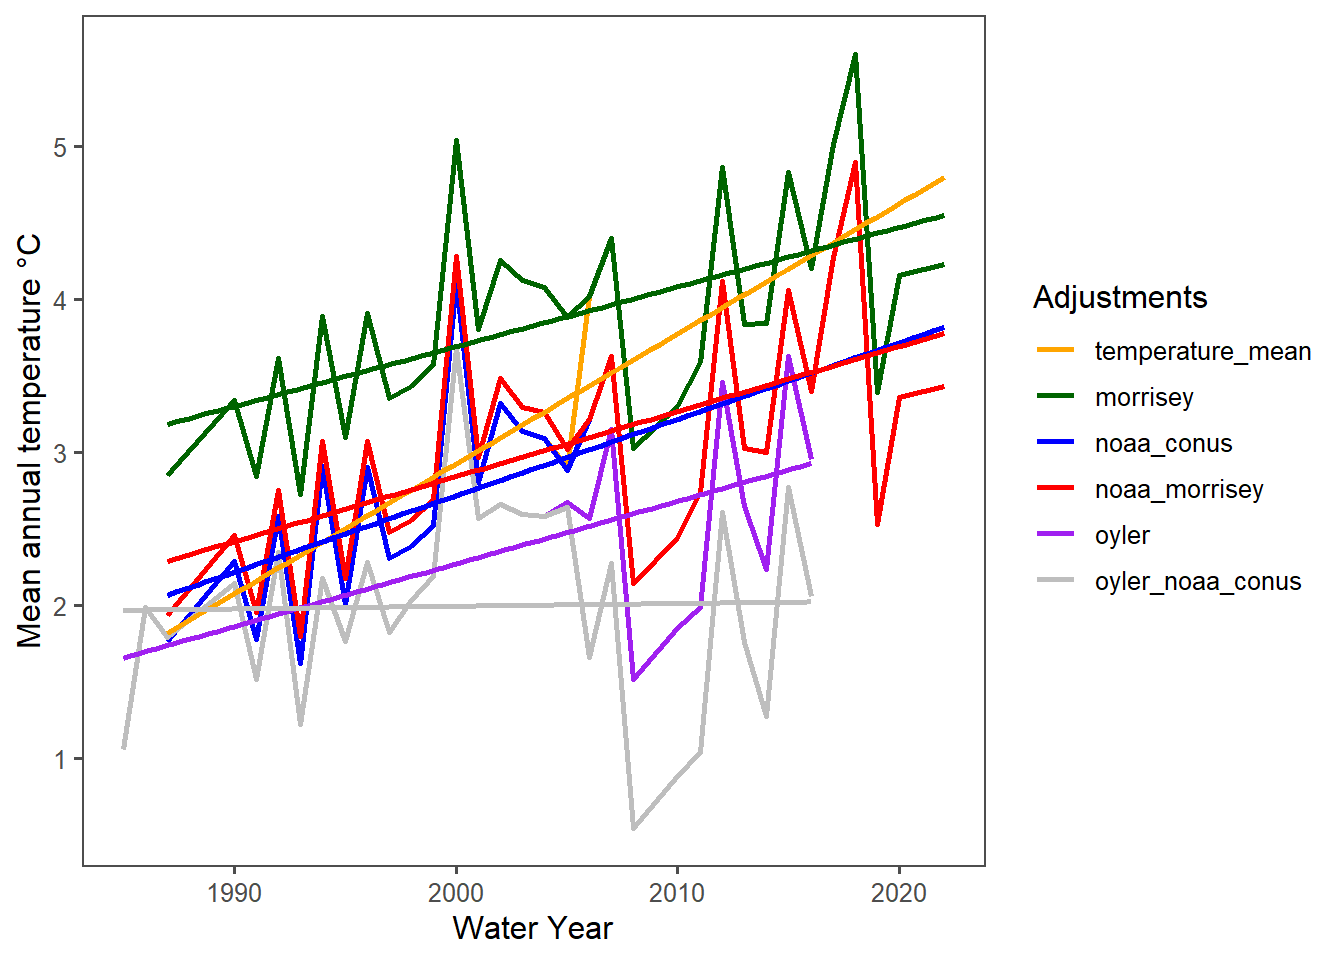 Mean annual temperature °C
5
4
3
2
1
1990
2000
2010
2020
Water Year
Adjustments
temperature_mean
morrisey
noaa_conus
noaa_morrisey
oyler
oyler_noaa_conus